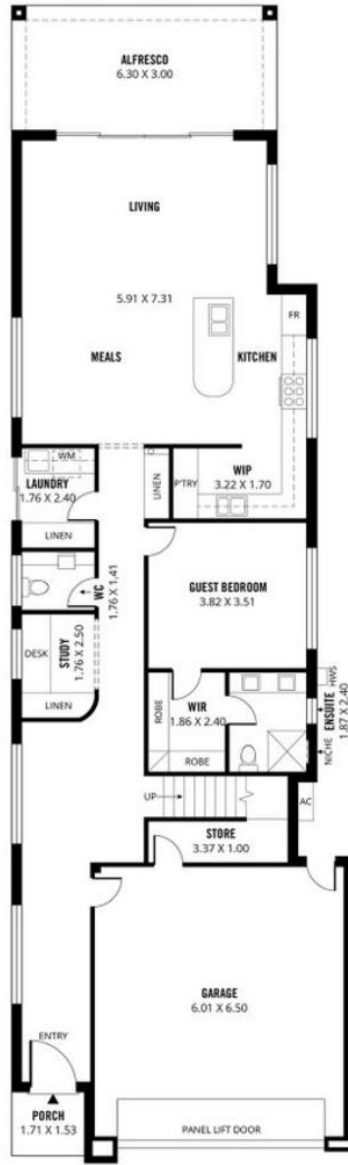 ALFRESCO
6.30 X 3.00
LIVING
5.91 X 7.31
FR
MEALS
KITCHEN
WM
LAUNDRY
1.76 X 2.40
LINEN
LINEN
P'TRY
WIP
3.22 X 1.70
WC
1.76 X 1.41
GUEST BEDROOM
3.82 X 3.51
DESK
STUDY
1.76 X 2.50
LINEN
ROBE
WIR
1.86 X 2.40
ROBE
HWS
ENSUITE
1.87 X 2.40
NICHE
UP
AC
STORE
3.37 X 1.00
GARAGE
6.01 X 6.50
ENTRY
PORCH
1.71 X 1.53
PANEL LIFT DOOR